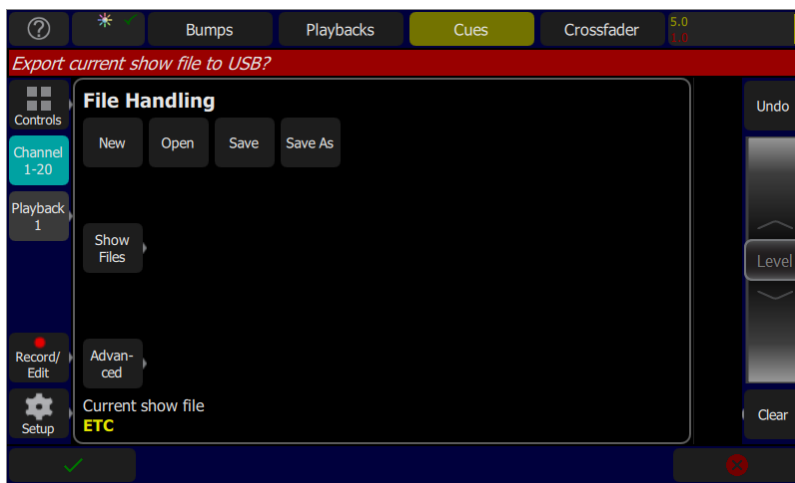 ?
Bumps
Playbacks
Cues
Crossfader
5.0
1.0
Export current show file to USB?
Controls
Channel
1-20
Playback
1
Record/
Edit
Setup
File Handling
New
Open
Save
Save As
Show
Files
Advan-
ced
Current show file
ETC
Undo
Level
Clear